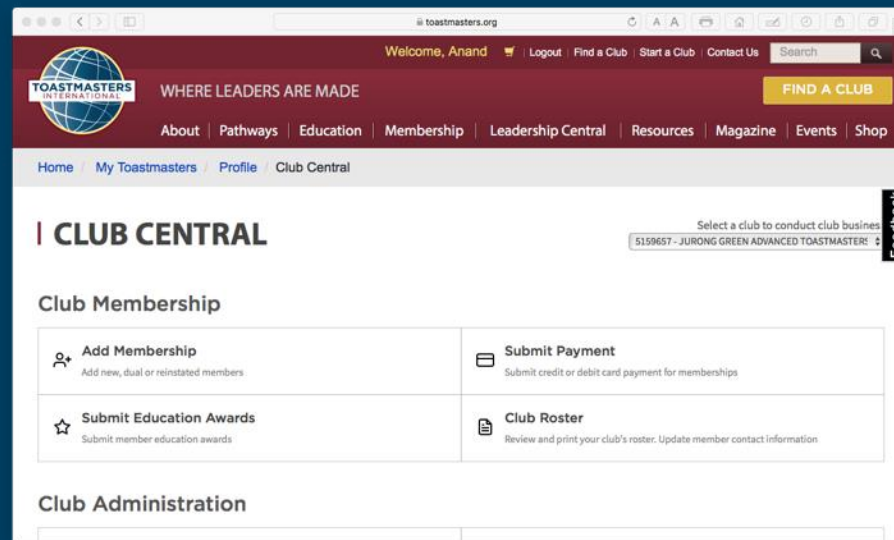 toastmasters.org
Welcome, Anand Logout Find a Club Start a Club Contact Us Search
TOASTMASTERS
INTERNATIONAL
WHERE LEADERS ARE MADE
FIND A CLUB
About Pathways Education Membership Leadership Central Resources Magazine Events Shop
Home / My Toastmasters / Profile / Club Central
CLUB CENTRAL
Select a club to conduct club busines
5159657 - JURONG GREEN ADVANCED TOASTMASTERS
Club Membership
Add Membership
Add new, dual or reinstated members
Submit Payment
Submit credit or debit card payment for memberships
Submit Education Awards
Submit member education awards
Club Roster
Review and print your club's roster. Update member contact information
Club Administration